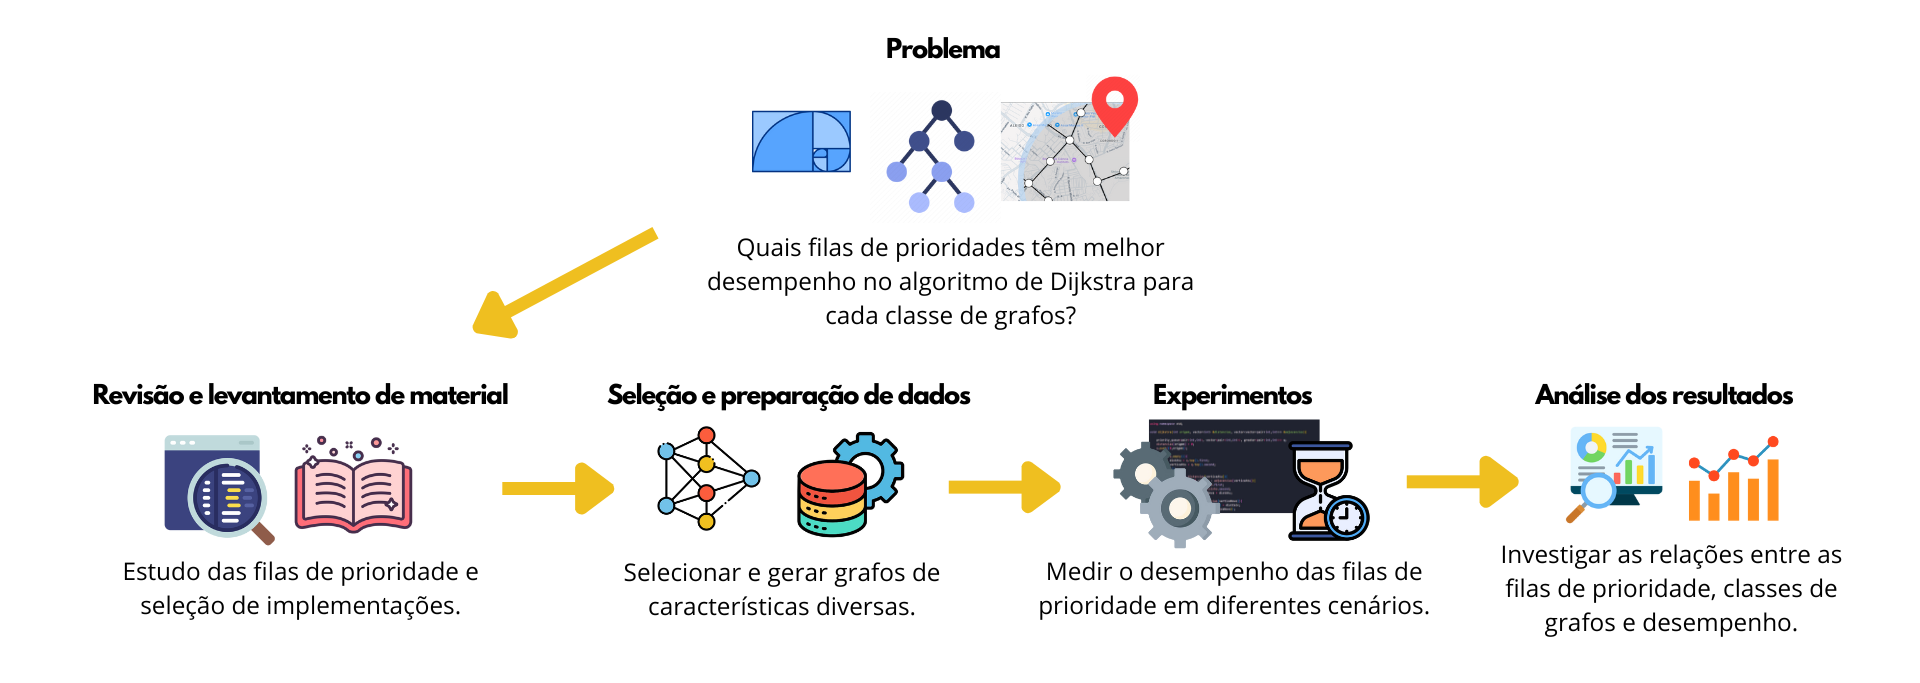 Problema
Quais filas de prioridades têm melhor
desempenho no algoritmo de Dijkstra para
cada classe de grafos?
Revisão e levantamento de material
Estudo das filas de prioridade e
seleção de implementações.
Seleção e preparação de dados
Selecionar e gerar grafos de
características diversas.
Experimentos
Medir o desempenho das filas de
prioridade em diferentes cenários.
Análise dos resultados
Investigar as relações entre as
filas de prioridade, classes de
grafos e desempenho.